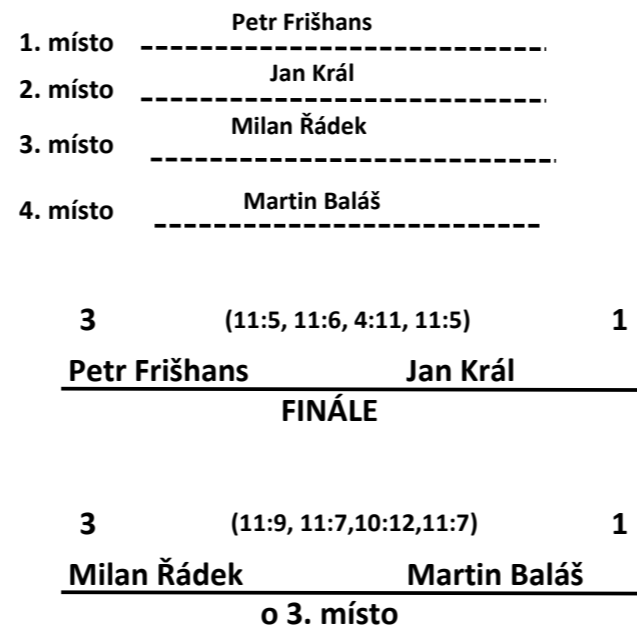 1. místo Petr Frišhans
2. místo Jan Král
3. místo Milan Řádek
4. místo Martin Baláš
3 (11:5, 11:6, 4:11, 11:5) 1
Petr Frišhans Jan Král
FINÁLE
3 (11:9, 11:7,10:12,11:7) 1
Milan Řádek Martin Baláš
o 3. místo